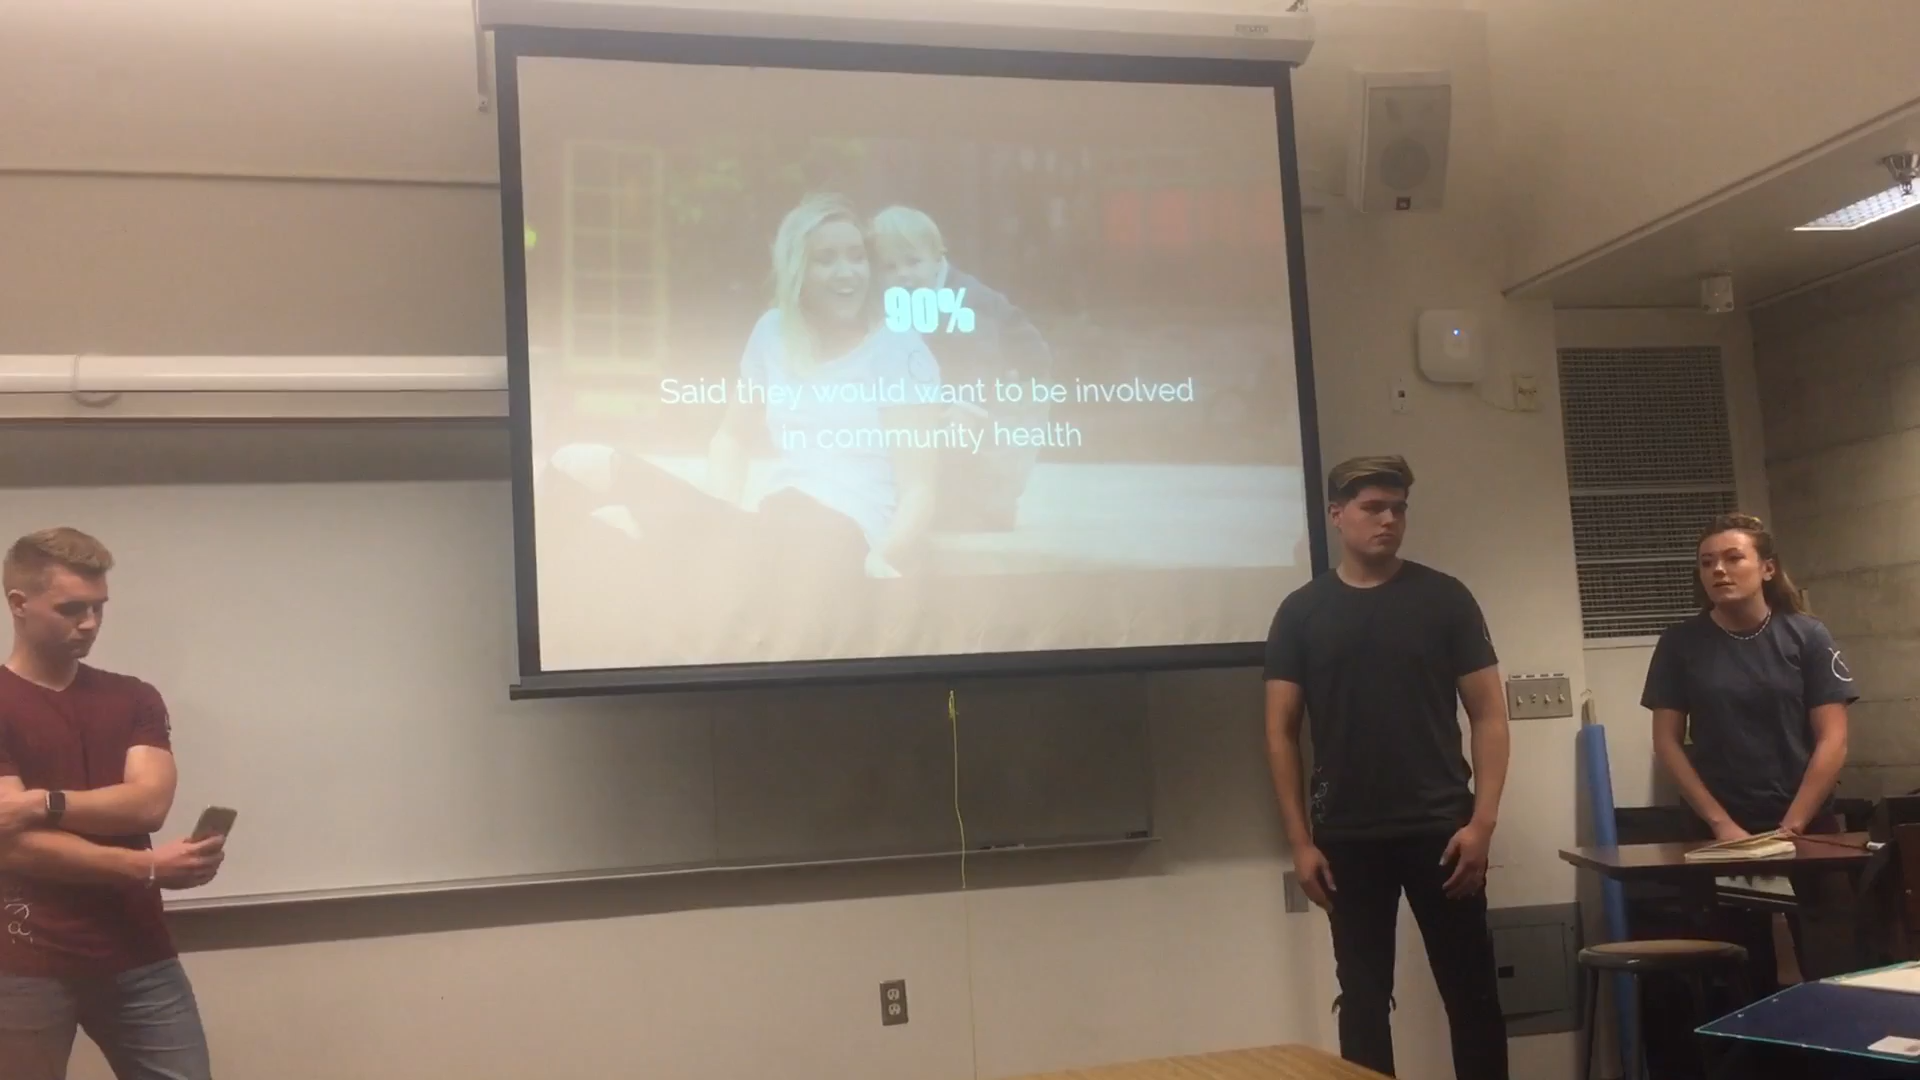 90%
Said they would want to be involved
in community health